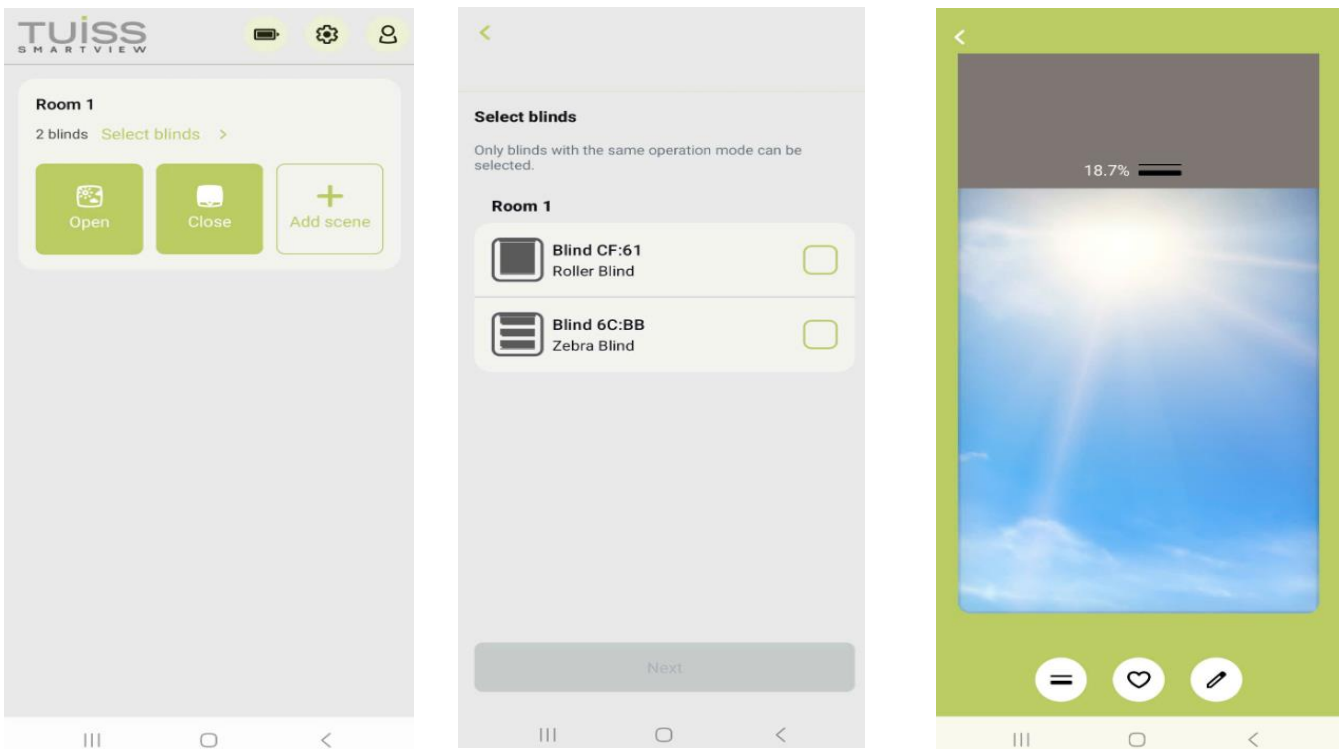 TUISS
SMARTVIEW
Room 1
2 blinds Select blinds >
Open
Close
Add scene
Select blinds
Only blinds with the same operation mode can be
selected.
Room 1
Blind CF:61
Roller Blind
Blind 6C:BB
Zebra Blind
Next
18.7%